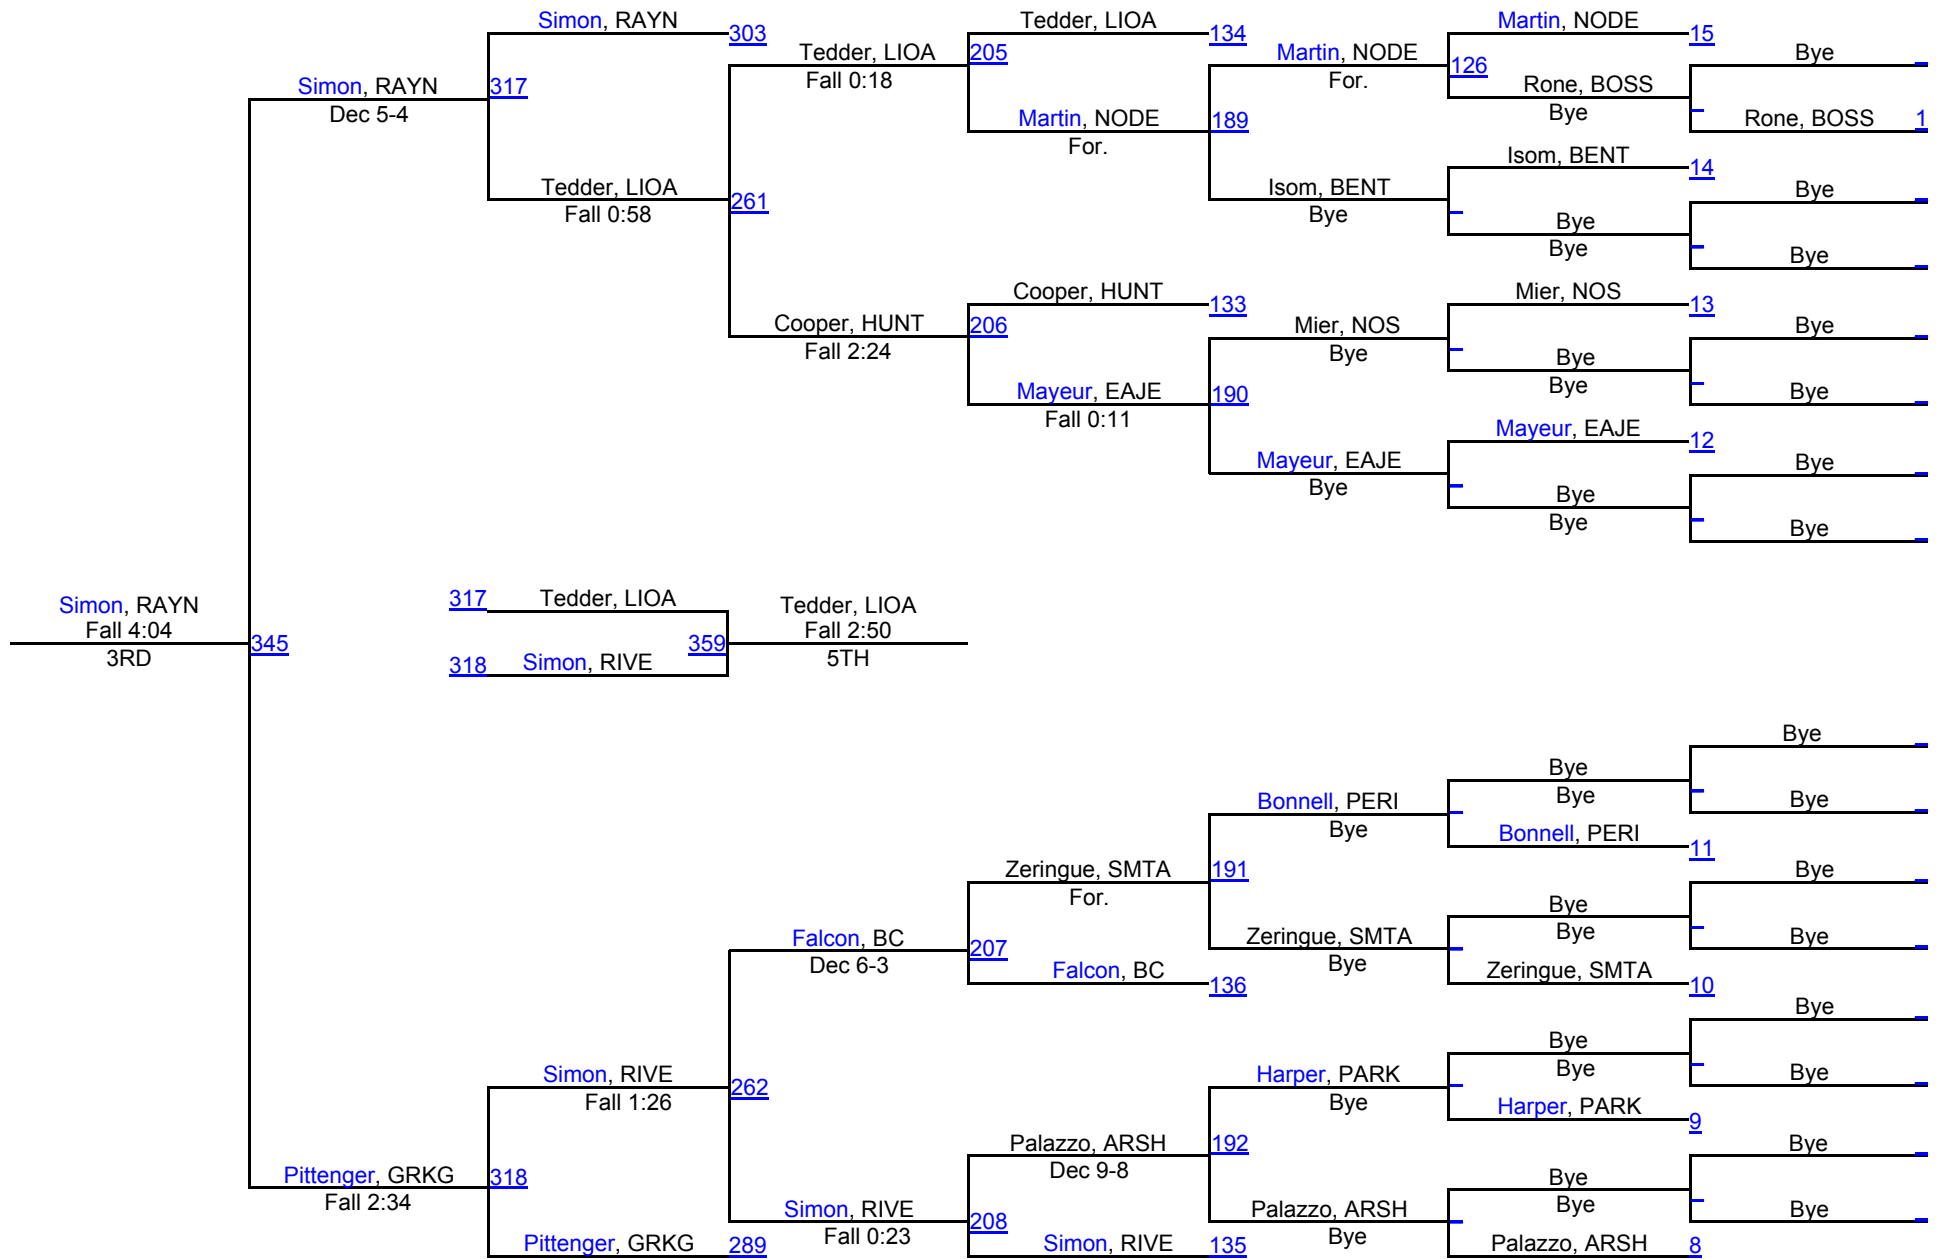 Simon, RAYN
303
Tedder, LIOA
134
Martin, NODE
15
Tedder, LIOA
Fall 0:18
205
Martin, NODE
For.
126
Bye
Simon, RAYN
Dec 5-4
317
Rone, BOSS
Bye
Martin, NODE
For.
189
Rone, BOSS
1
Isom, BENT
14
Tedder, LIOA
Fall 0:58
261
Isom, BENT
Bye
Bye
Bye
Bye
Bye
Cooper, HUNT
133
Mier, NOS
13
Cooper, HUNT
Fall 2:24
206
Mier, NOS
Bye
Bye
Bye
Bye
Mayeur, EAJE
Fall 0:11
190
Bye
Mayeur, EAJE
12
Mayeur, EAJE
Bye
Bye
Bye
Bye
Bye
Simon, RAYN
Fall 4:04
3RD
345
317
Tedder, LIOA
318
Simon, RIVE
359
Tedder, LIOA
Fall 2:50
5TH
Bye
Bye
Bye
Bonnell, PERI
Bye
Bye
Bonnell, PERI
11
Zeringue, SMTA
For.
191
Bye
Bye
Bye
Falcon, BC
Dec 6-3
207
Zeringue, SMTA
Bye
Bye
Falcon, BC
136
Zeringue, SMTA
10
Bye
Bye
Bye
Simon, RIVE
Fall 1:26
262
Harper, PARK
Bye
Bye
Harper, PARK
9
Palazzo, ARSH
Dec 9-8
192
Bye
Pittenger, GRKG
Fall 2:34
318
Bye
Bye
Simon, RIVE
Fall 0:23
208
Palazzo, ARSH
Bye
Bye
Pittenger, GRKG
289
Simon, RIVE
135
Palazzo, ARSH
8